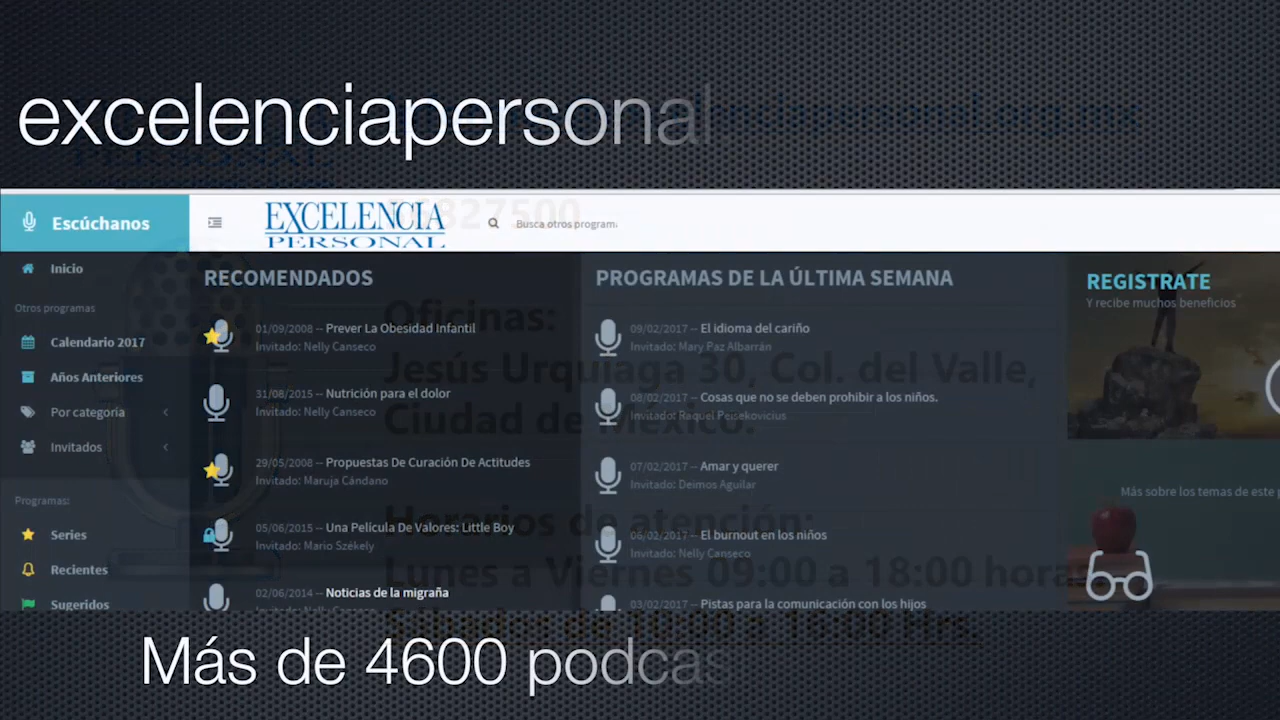 excelenciapersonal
Escúchanos
EXCELENCIA
PERSONAL
Busca otros programa
Inicio
Otros programas
Calendario 2017
Años Anteriores
Por categoría
Invitados
Programas:
Series
Recientes
Sugeridos
RECOMENDADOS
01/09/2008 -- Prever La Obesidad Infantil
Invitado: Nelly Canseco
31/08/2015 -- Nutrición para el dolor
Invitado: Nelly Canseco
29/05/2008 -- Propuestas De Curación De Actitudes
Invitado: Maruja Cándano
05/06/2015 -- Una Película De Valores: Little Boy
Invitado: Mario Székely
02/06/2014 -- Noticias de la migraña
Invitado: Nelly Canseco
PROGRAMAS DE LA ÚLTIMA SEMANA
09/02/2017 -- El idioma del cariño
Invitado: Mary Paz Albarrán
08/02/2017 -- Cosas que no se deben prohibir a los niños.
Invitado: Raquel Peisekovicius
07/02/2017 -- Amar y querer
Invitado: Deimos Aguilar
06/02/2017 -- El burnout en los niños
Invitado: Nelly Canseco
03/02/2017 -- Pistas para la comunicación con los hijos
REGISTRATE
Y recibe muchos beneficios
Más sobre los temas de este
Oficinas:
Jesús Urquiaga 30, Col. del Valle,
Ciudad de México.
Horarios de atención:
Lunes a Viernes 09:00 a 18:00 horas
Más de 4600 podcas